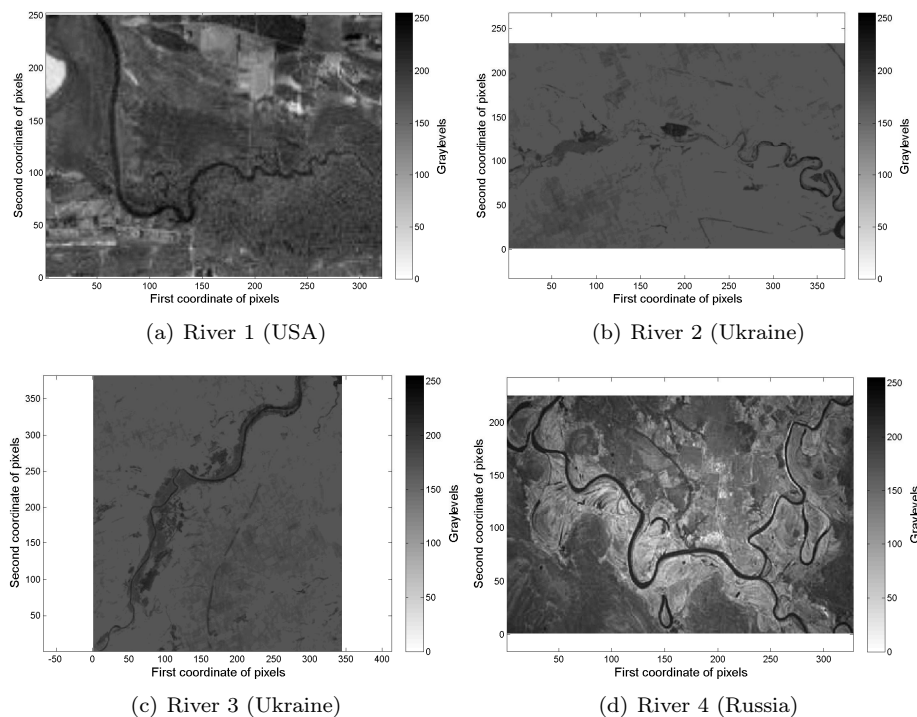 250
200
150
100
50
0
Second coordinate of pixels
50 100 150 200 250 300
First coordinate of pixels
250
200
150
100
50
0
Graylevels
(a) River 1 (USA)
250
200
150
100
50
0
Second coordinate of pixels
50 100 150 200 250 300 350
First coordinate of pixels
250
200
150
100
50
0
Graylevels
(b) River 2 (Ukraine)
350
300
250
200
150
100
50
Second coordinate of pixels
-50 0 50 100 150 200 250 300 350 400
First coordinate of pixels
250
200
150
100
50
0
Graylevels
(c) River 3 (Ukraine)
200
150
100
50
0
Second coordinate of pixels
50 100 150 200 250 300
First coordinate of pixels
250
200
150
100
50
0
Graylevels
(d) River 4 (Russia)